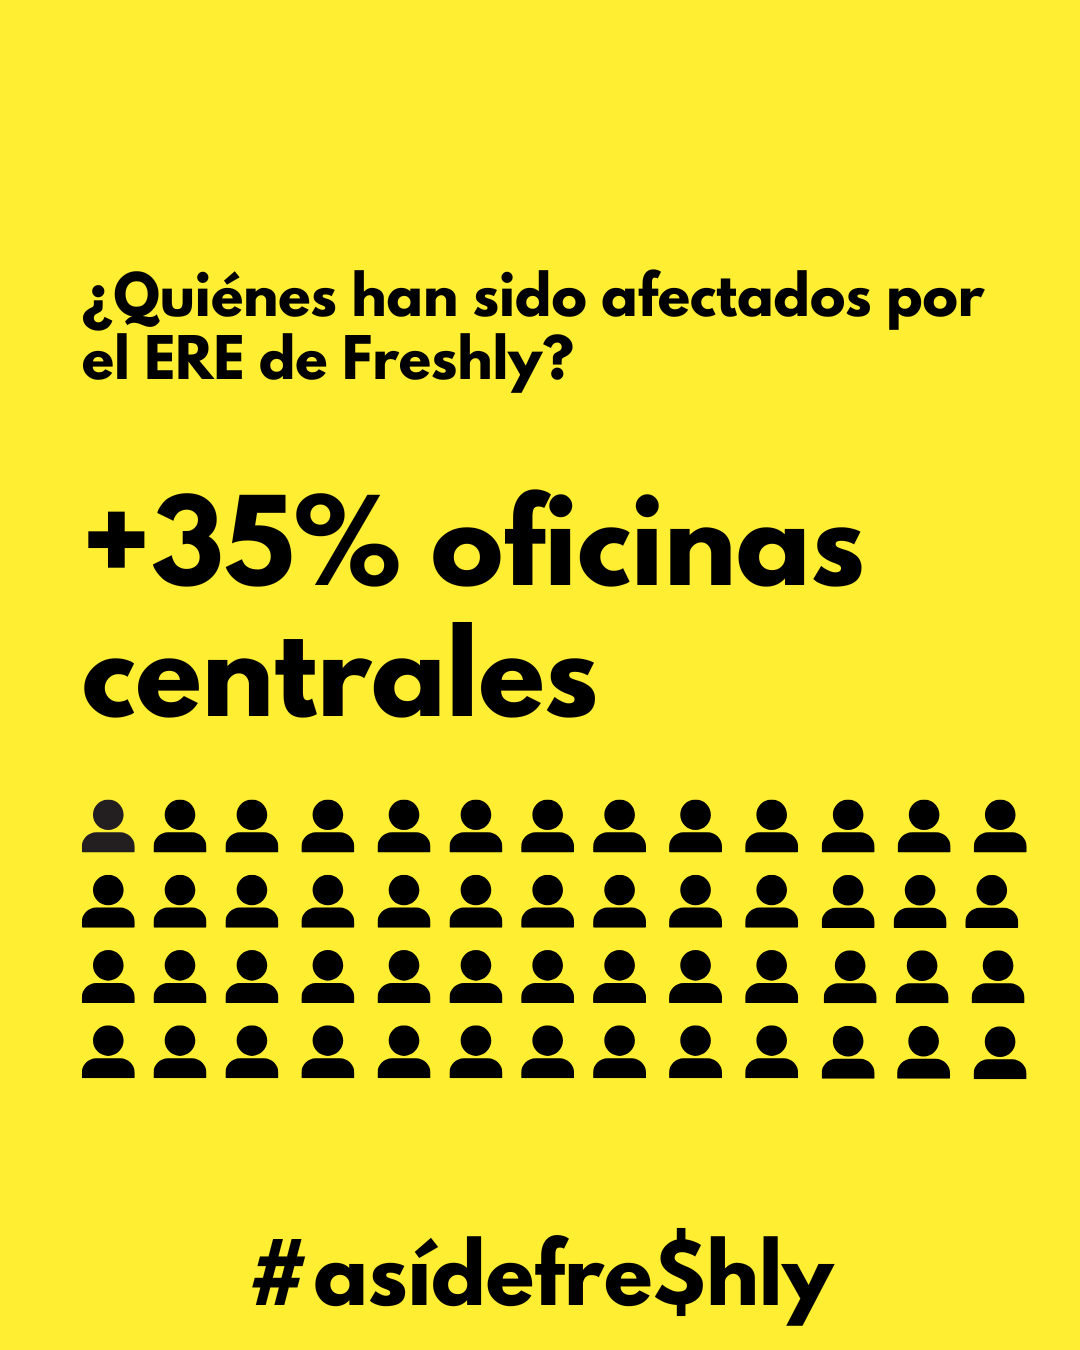 ¿Quiénes han sido afectados por
el ERE de Freshly?
+35% oficinas
centrales
#asídefre$hly